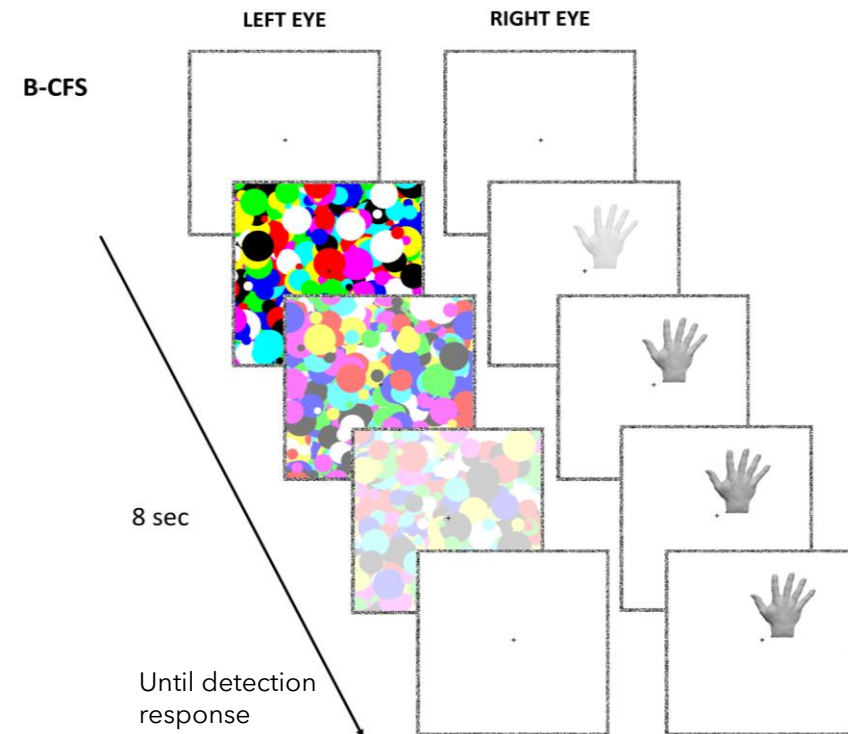 LEFT EYE
RIGHT EYE
B-CFS
8 sec
Until detection
response